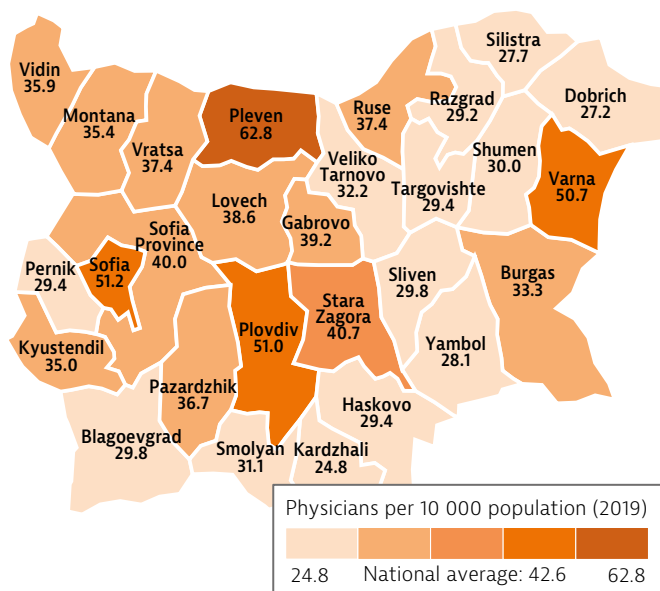 Silistra
27.7
Vidin
35.9
Dobrich
27.2
Razgrad
29.2
Ruse
37.4
Montana
35.4
Pleven
62.8
Vratsa
37.4
Shumen
30.0
Veliko
Tarnovo
32.2
Targovishte
29.4
Varna
50.7
Lovech
38.6
Gabrovo
39.2
Sofia
Province
40.0
Sofia
51.2
Pernik
29.4
Sliven
29.8
Burgas
33.3
Stara
Zagora
40.7
Plovdiv
51.0
Yambol
28.1
Kyustendil
35.0
Pazardzhik
36.7
Haskovo
29.4
Blagoevgrad
29.8
Smolyan
31.1
Kardzhali
24.8
Physicians per 10 000 population (2019)
24.8 National average: 42.6 62.8